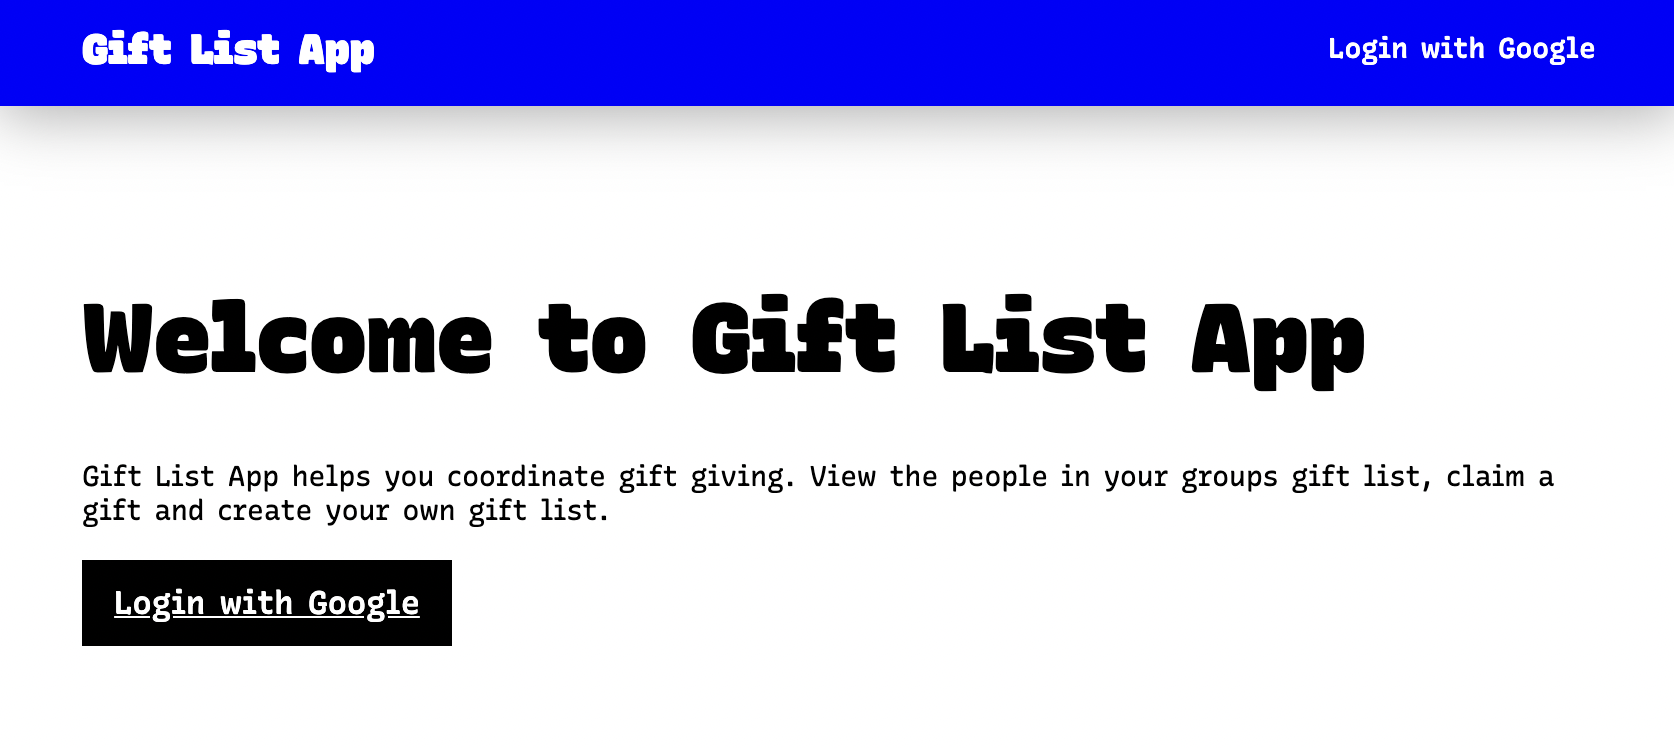 Gift List App
Login with Google
Welcome to Gift List App
Gift List App helps you coordinate gift giving. View the people in your groups gift list, claim a
gift and create your own gift list.
Login with Google